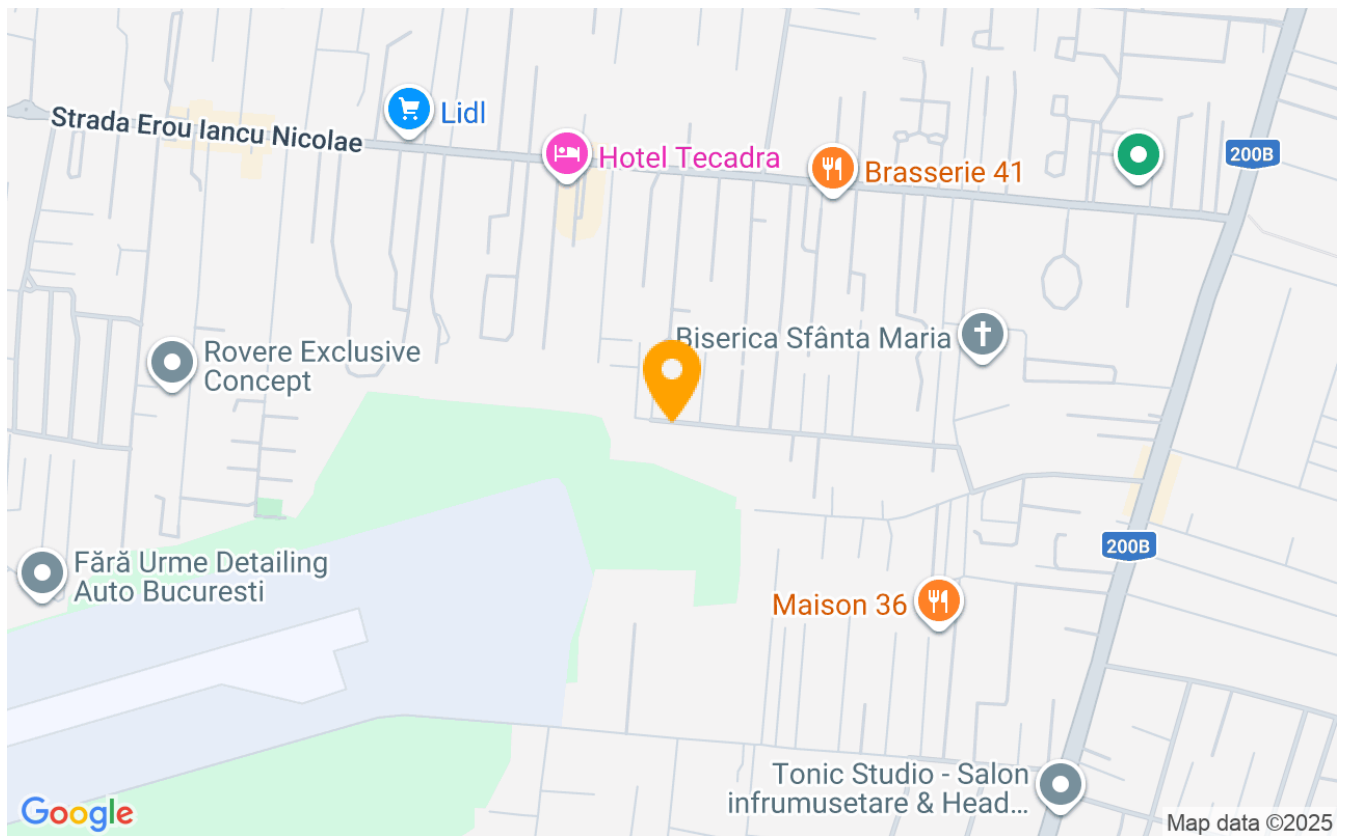 Strada Erou Iancu Nicolae
Lidl
Hotel Tecadra
Brasserie 41
200B
Biserica Sfânta Maria
Rovere Exclusive
Concept
200B
Fără Urme Detailing
Auto Bucuresti
Maison 36
Tonic Studio - Salon
infrumusetare & Head...
Google
Map data ©2025